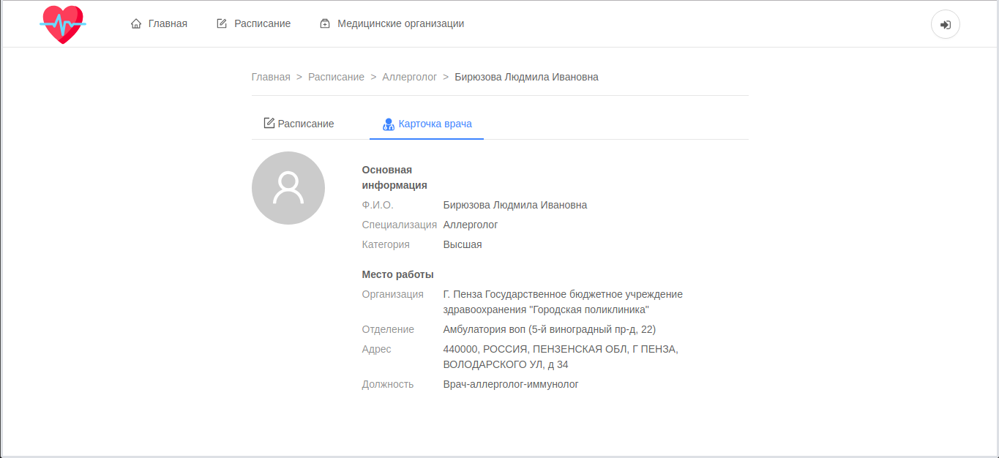 Главная Расписание Медицинские организации
Главная > Расписание > Аллерголог > Бирюзова Людмила Ивановна
Расписание Карточка врача
Основная
информация
Ф.И.О. Бирюзова Людмила Ивановна
Специализация Аллерголог
Категория Высшая
Место работы
Организация Г. Пенза Государственное бюджетное учреждение
здравоохранения "Городская поликлиника"
Отделение Амбулатория воп (5-й виноградный пр-д, 22)
Адрес 440000, РОССИЯ, ПЕНЗЕНСКАЯ ОБЛ, Г ПЕНЗА,
ВОЛОДАРСКОГО УЛ, д 34
Должность Врач-аллерголог-иммунолог